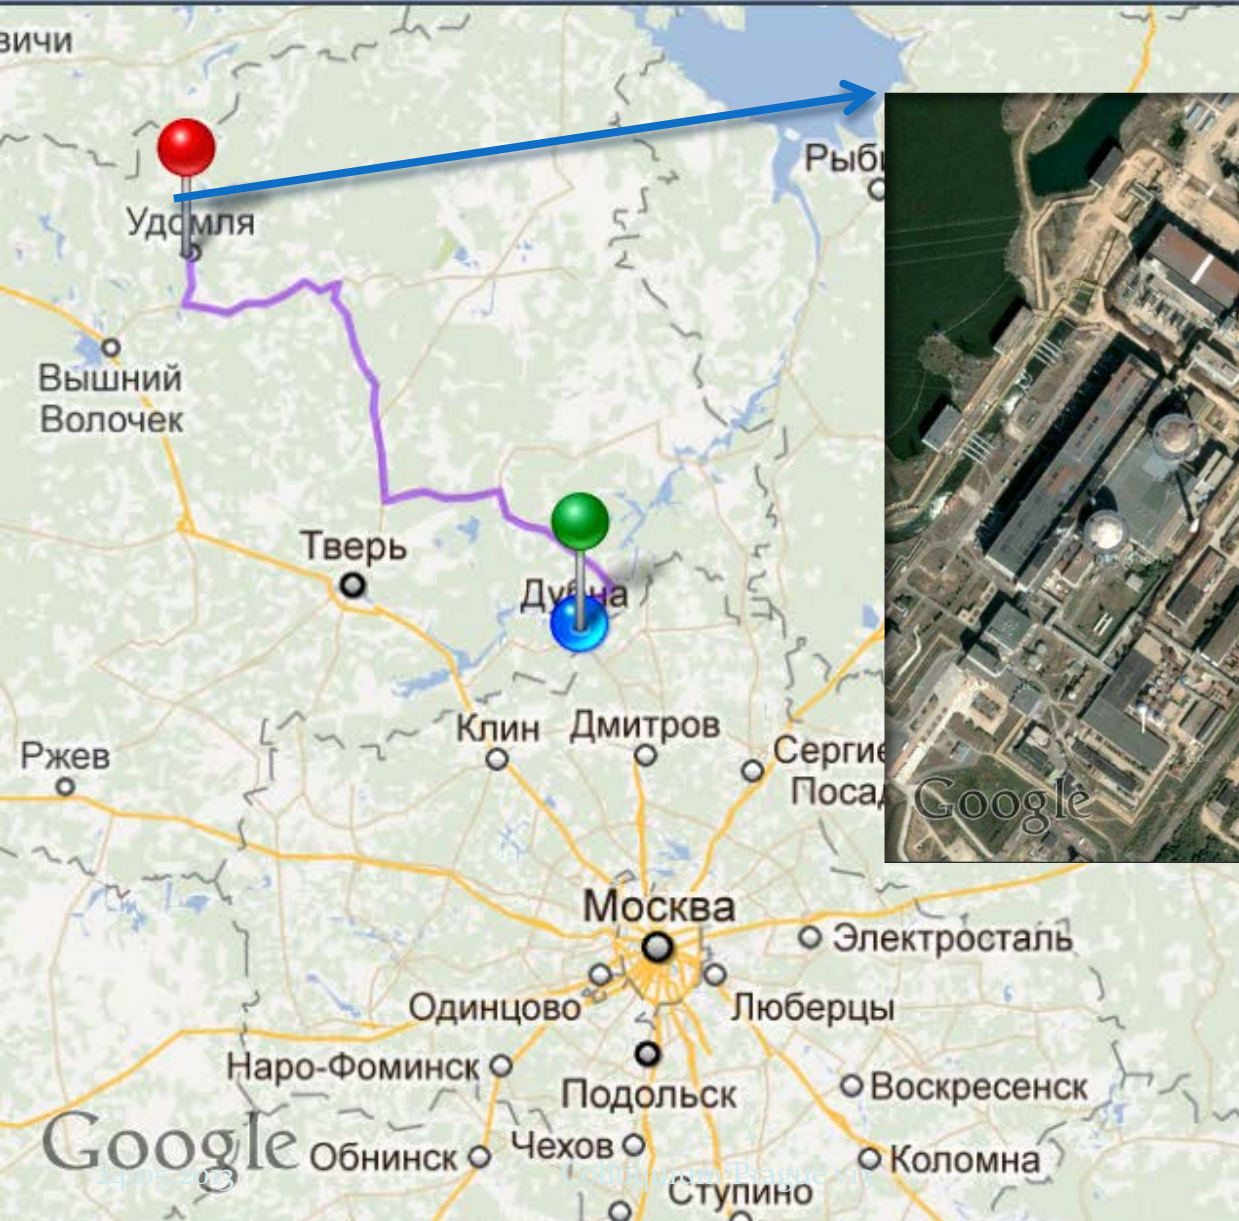 вичи
Удомля
Рыби
Вышний
Волочек
Тверь
Дубна
Клин
Дмитров
Ржев
Сергие
Посад
Google
Москва
Электросталь
Одинцово
Люберцы
Наро-Фоминск
Подольск
Воскресенск
Google
Обнинск
Чехов
Коломна
Ступино